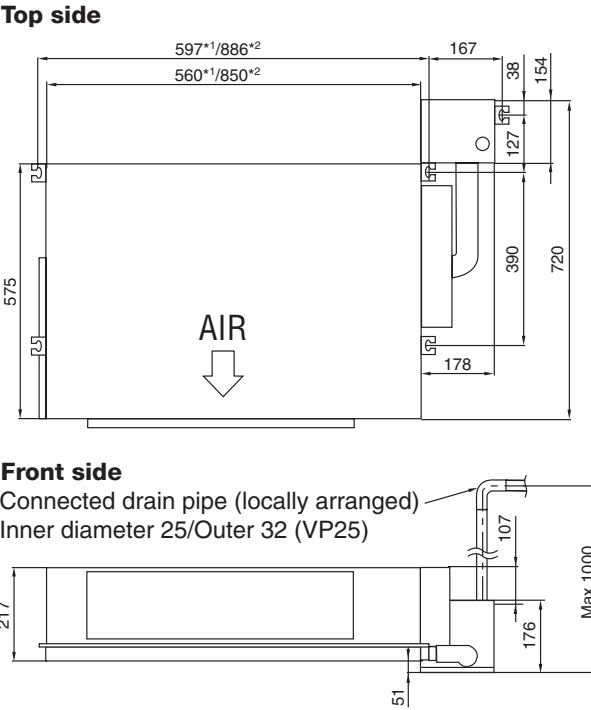 Top side
597*1/886*2
167
560*1/850*2
38
154
127
575
390
720
AIR
178
Front side
Connected drain pipe (locally arranged)
Inner diameter 25/Outer 32 (VP25)
107
217
Max 1000
176
51